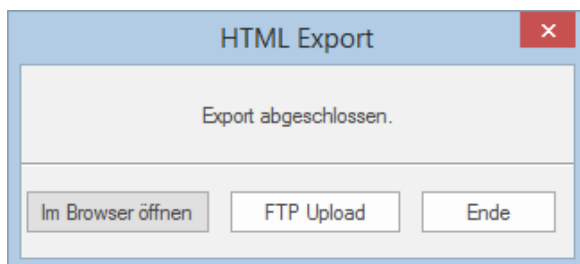 HTML Export
Export abgeschlossen.
Im Browser öffnen FTP Upload Ende